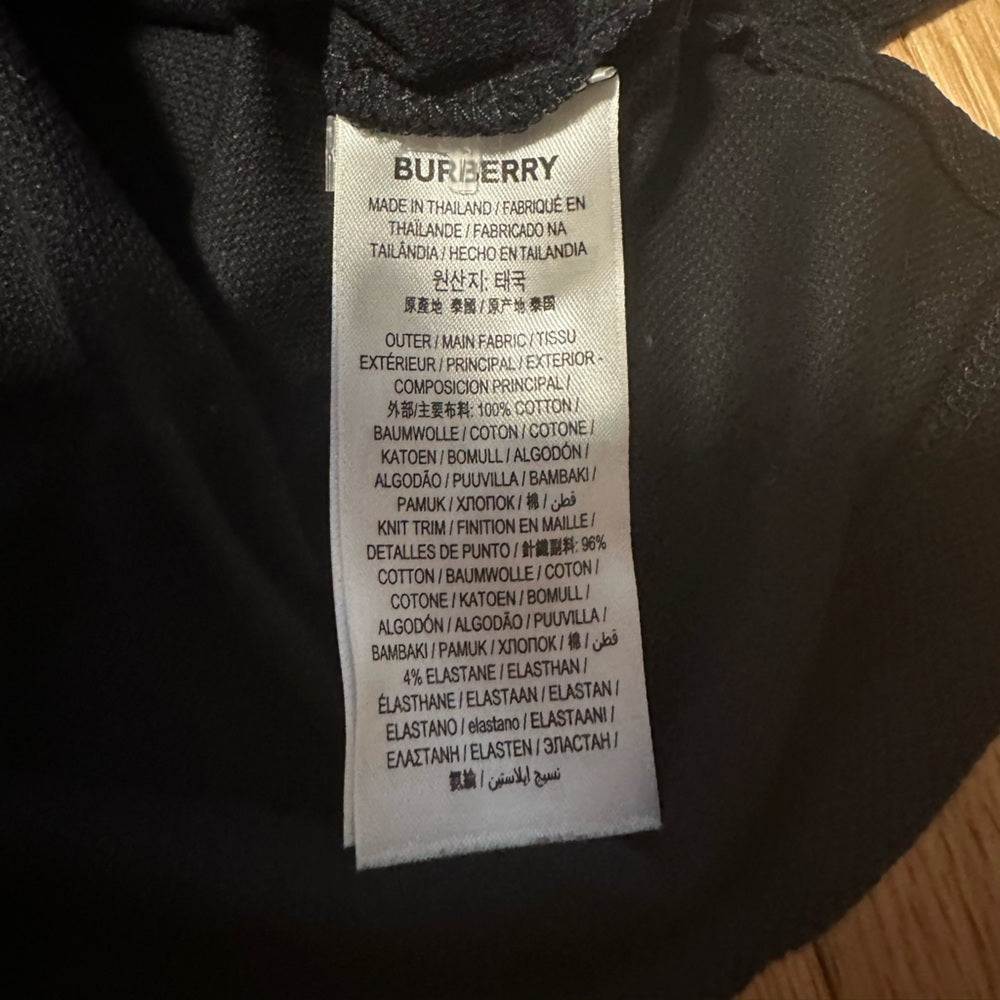 BURBERRY
MADE IN THAILAND / FABRIQUÉ EN
THAÏLANDE / FABRICADO NA
TAILÂNDIA / HECHO EN TAILANDIA
원산지: 태국
原產地 泰國 / 原产地 泰国
OUTER / MAIN FABRIC / TISSU
EXTÉRIEUR / PRINCIPAL / EXTERIOR -
COMPOSICION PRINCIPAL /
外部/主要布料: 100% COTTON /
BAUMWOLLE / COTON / COTONE /
KATOEN / BOMULL / ALGODÓN /
ALGODÃO / PUUVILLA / BAMBAKI /
PAMUK / ХЛОПОК / 棉 / قطن
KNIT TRIM / FINITION EN MAILLE /
DETALLES DE PUNTO / 針織副料: 96%
COTTON / BAUMWOLLE / COTON /
COTONE / KATOEN / BOMULL /
ALGODÓN / ALGODÃO / PUUVILLA /
BAMBAKI / PAMUK / ХЛОПОК / 棉 / قطن
4% ELASTANE / ELASTHAN /
ÉLASTHANE / ELASTAAN / ELASTAN /
ELASTANO / elastano / ELASTAANI /
ΕΛΑΣΤΑΝΗ / ELASTEN / ЭЛАСТАН /
/ نسيج ايلاستين